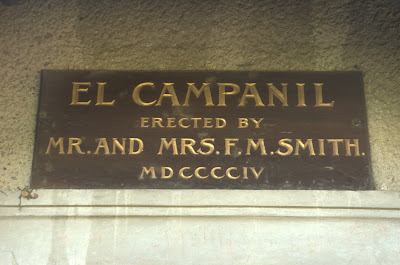 EL CAMPANIL
ERECTED BY
MR. AND MRS. F. M. SMITH.
MDCCCCIV